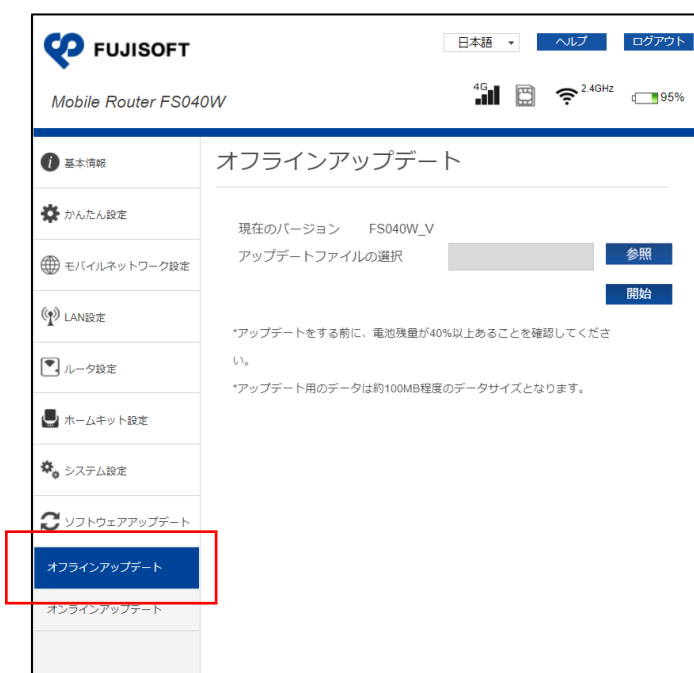 FUJISOFT
日本語
ヘルプ
ログアウト
Mobile Router FS040W
4G
2.4GHz
95%
基本情報
かんたん設定
モバイルネットワーク設定
LAN設定
ルータ設定
ホームキット設定
システム設定
ソフトウェアアップデート
オフラインアップデート
オンラインアップデート
オフラインアップデート
現在のバージョン FS040W_V
アップデートファイルの選択
参照
開始
*アップデートをする前に、電池残量が40%以上あることを確認してくださ
い。
*アップデート用のデータは約100MB程度のデータサイズとなります。